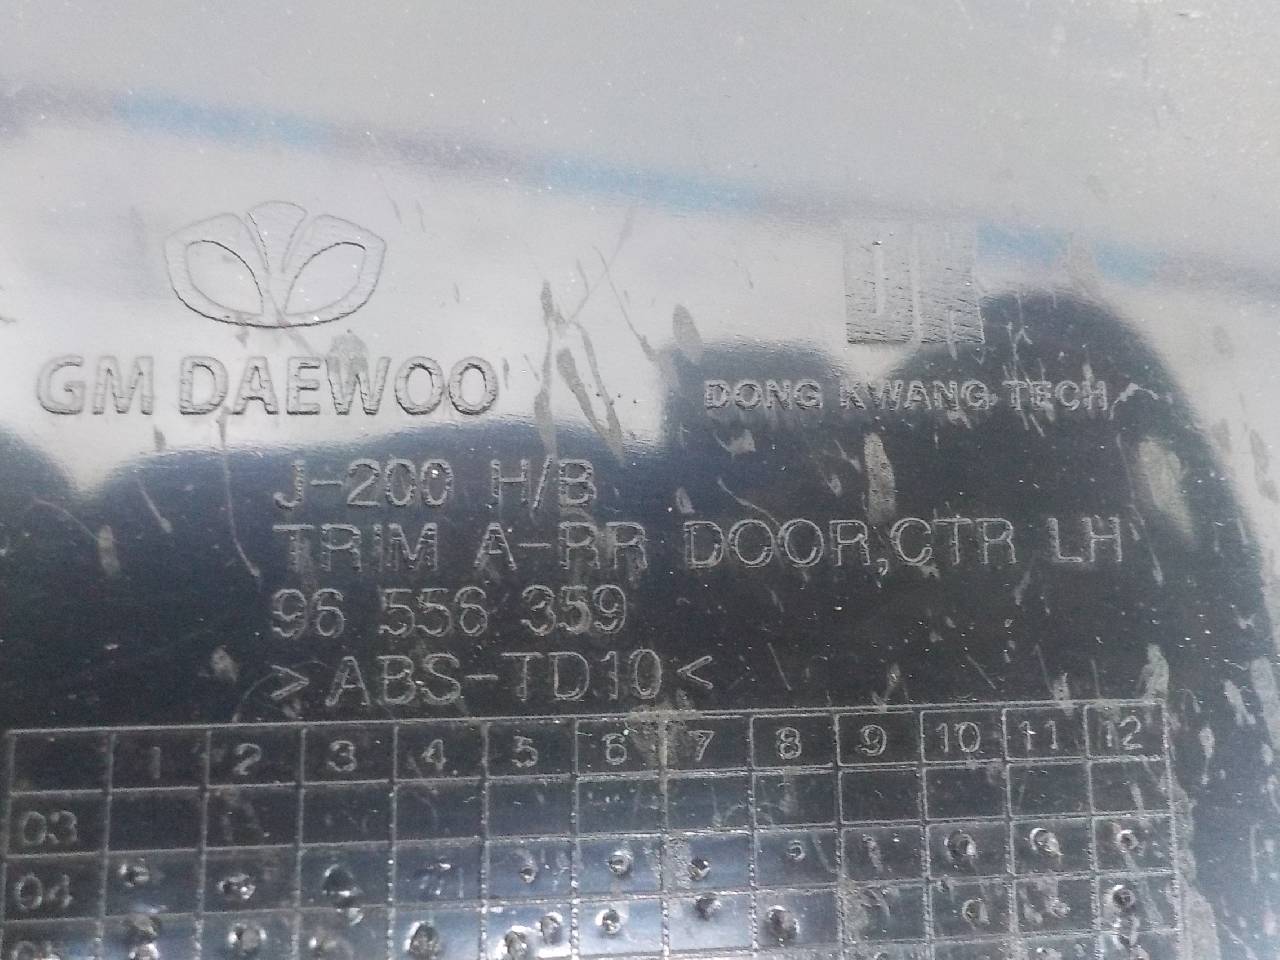 GM DAEWOO
DONG KWANG TECH
J-200 H/B
TRIM A-RR DOOR,CTR LH
96 556 359
>ABS-TD10<
1 2 3 4 5 6 7 8 9 10 11 12
03
04